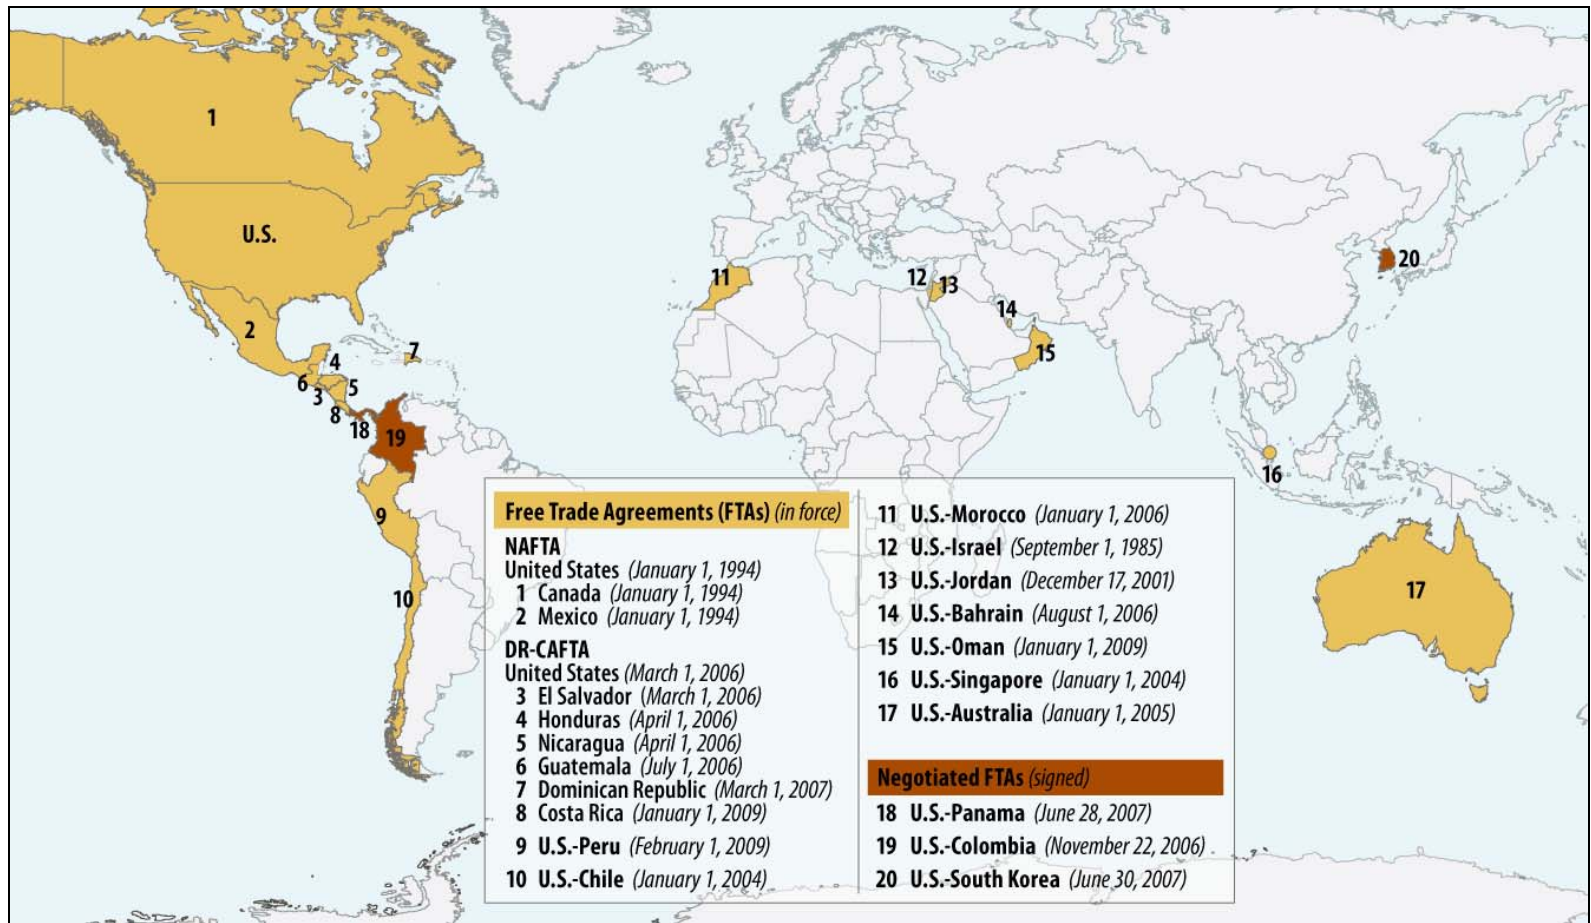 1
U.S.
2
4
7
6
3
5
8
18
19
9
10
11
12
13
14
15
16
17
20
Free Trade Agreements (FTAs) (in force)
NAFTA
United States (January 1, 1994)
1 Canada (January 1, 1994)
2 Mexico (January 1, 1994)
DR-CAFTA
United States (March 1, 2006)
3 El Salvador (March 1, 2006)
4 Honduras (April 1, 2006)
5 Nicaragua (April 1, 2006)
6 Guatemala (July 1, 2006)
7 Dominican Republic (March 1, 2007)
8 Costa Rica (January 1, 2009)
9 U.S.-Peru (February 1, 2009)
10 U.S.-Chile (January 1, 2004)
11 U.S.-Morocco (January 1, 2006)
12 U.S.-Israel (September 1, 1985)
13 U.S.-Jordan (December 17, 2001)
14 U.S.-Bahrain (August 1, 2006)
15 U.S.-Oman (January 1, 2009)
16 U.S.-Singapore (January 1, 2004)
17 U.S.-Australia (January 1, 2005)
Negotiated FTAs (signed)
18 U.S.-Panama (June 28, 2007)
19 U.S.-Colombia (November 22, 2006)
20 U.S.-South Korea (June 30, 2007)